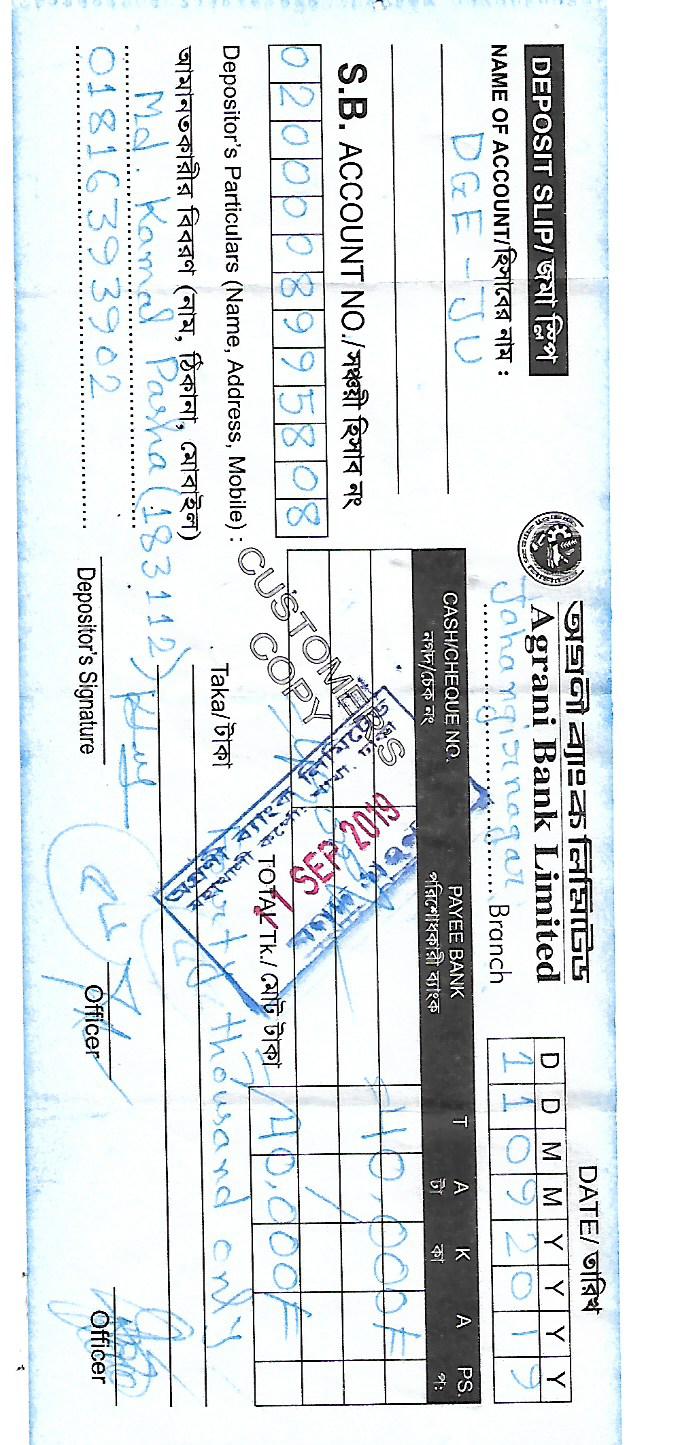 DEPOSIT SLIP/জমা স্লিপ
NAME OF ACCOUNT/হিসাবের নাম :
DGE-JU
S.B. ACCOUNT NO./সঞ্চয়ী হিসাব নং
0200008995808
Depositor's Particulars (Name, Address, Mobile) :
আমানতকারীর বিবরণ (নাম, ঠিকানা, মোবাইল)
Md. Kamal Pasha (183112)
01816393902
Depositor's Signature
অগ্রণী ব্যাংক লিমিটেড
Agrani Bank Limited
Jahangirnagar Branch
DATE/তারিখ
D D M M Y Y Y Y
1 1 0 9 2 0 1 9
CASH/CHEQUE NO. PAYEE BANK T A K A PS.
নগদ/চেক নং পরিশোধকারী ব্যাংক টা কা প:
40,000/=
CUSTOMER'S
COPY
অগ্রণী ব্যাংক লিমিটেড
11 SEP 2019
TOTAL TK./মোট টাকা =40,000/=
Taka/টাকা Forty thousand only
Officer
Officer